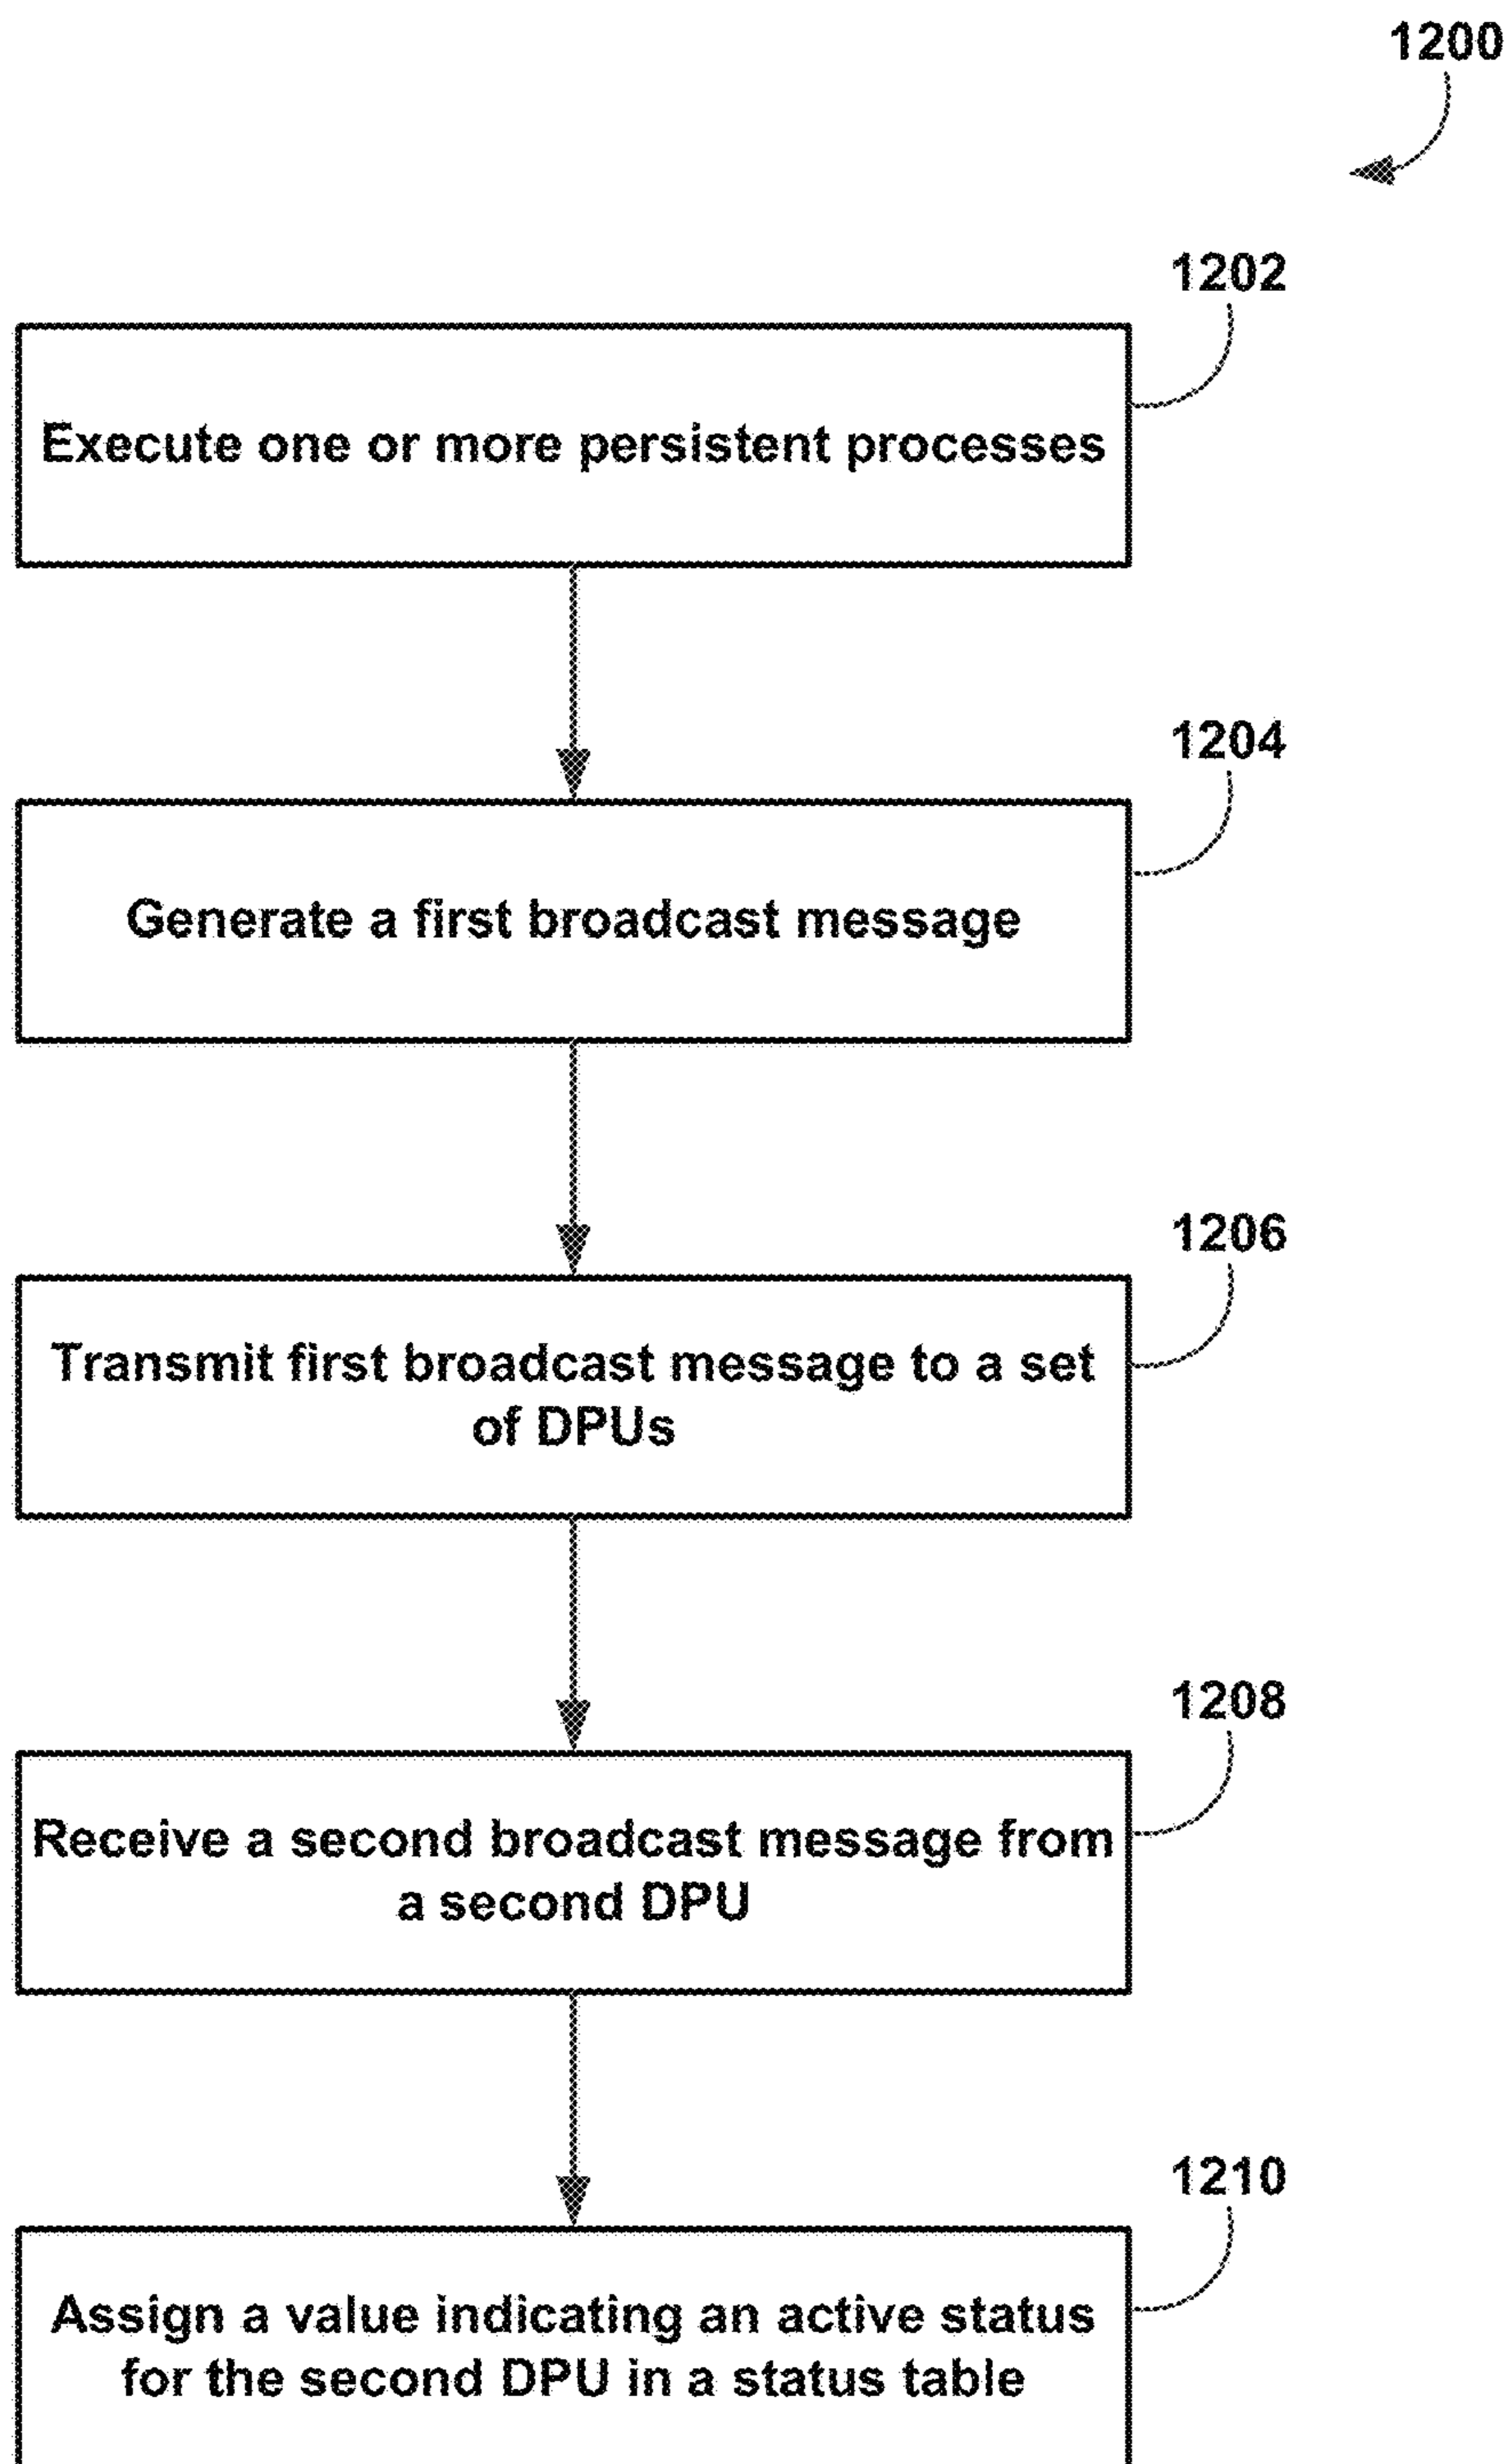 1200
1202
Execute one or more persistent processes
1204
Generate a first broadcast message
1206
Transmit first broadcast message to a set
of DPUs
1208
Receive a second broadcast message from
a second DPU
1210
Assign a value indicating an active status
for the second DPU in a status table